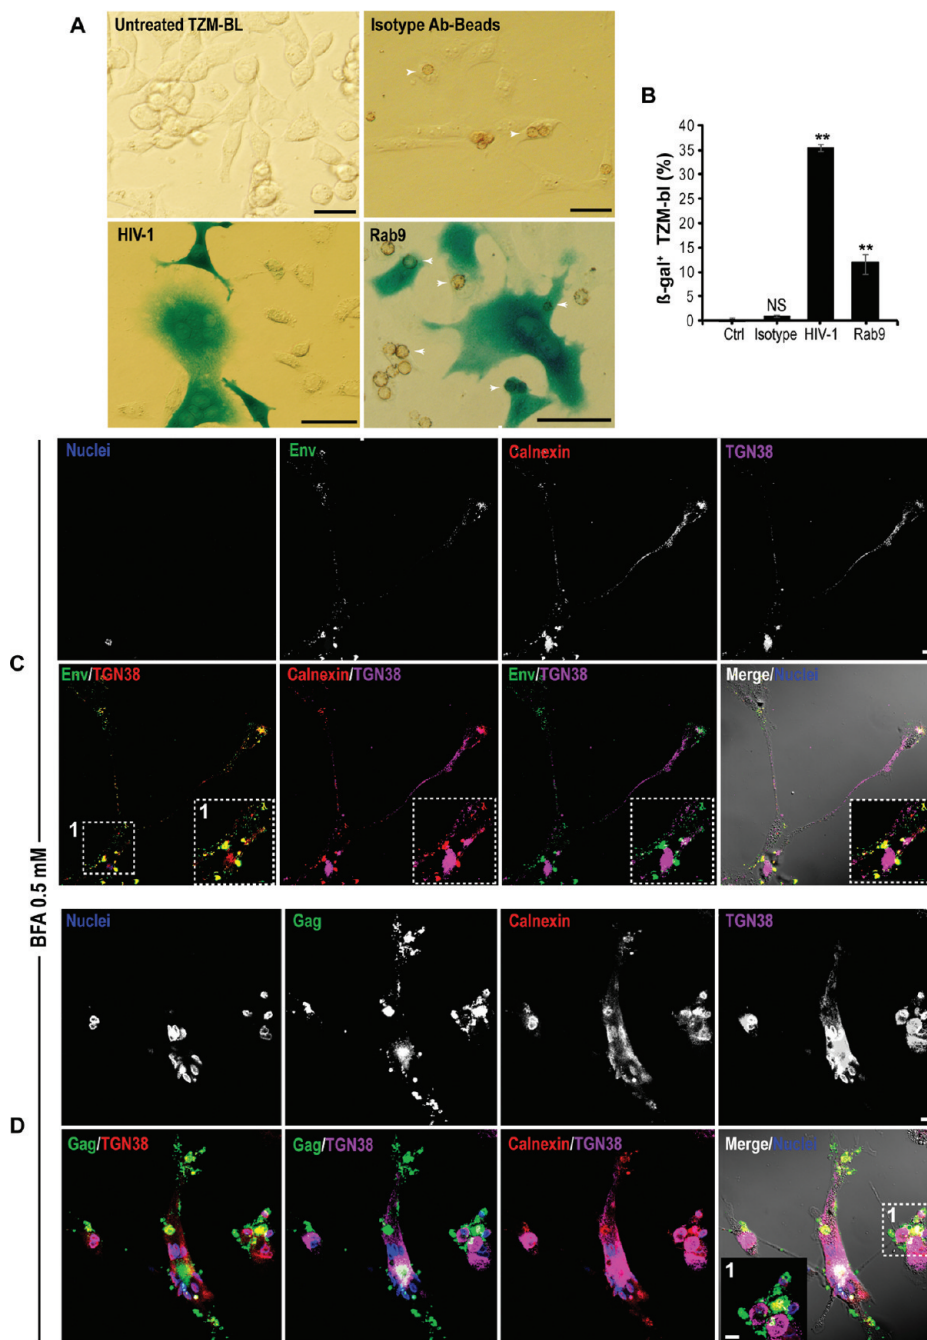 A
Untreated TZM-BL
Isotype Ab-Beads
HIV-1
Rab9
B
ß-gal⁺ TZM-bl (%)
40
35
30
25
20
15
10
5
0
NS
**
**
Ctrl
Isotype
HIV-1
Rab9
BFA 0.5 mM
C
Nuclei
Env
Calnexin
TGN38
Env/TGN38
Calnexin/TGN38
Env/TGN38
Merge/Nuclei
1
1
D
Nuclei
Gag
Calnexin
TGN38
Gag/TGN38
Gag/TGN38
Calnexin/TGN38
Merge/Nuclei
1
1